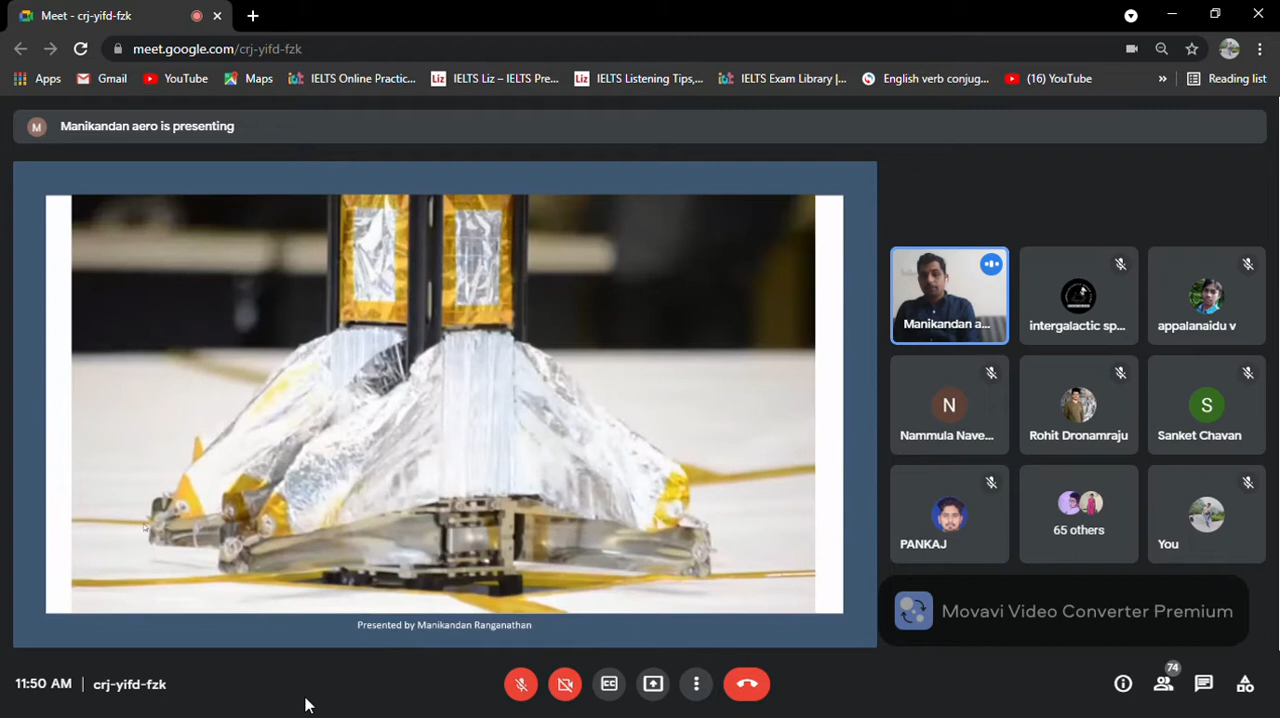 Meet - crj-yifd-fzk
meet.google.com/crj-yifd-fzk
Apps
Gmail
YouTube
Maps
IELTS Online Practic...
Liz
IELTS Liz – IELTS Pre...
Liz
IELTS Listening Tips,...
IELTS Exam Library |...
English verb conjug...
(16) YouTube
»
Reading list
M
Manikandan aero is presenting
Manikandan a...
intergalactic sp...
appalanaidu v
N
Nammula Nave...
Rohit Dronamraju
S
Sanket Chavan
PANKAJ
65 others
You
Movavi Video Converter Premium
Presented by Manikandan Ranganathan
11:50 AM | crj-yifd-fzk
CC
74